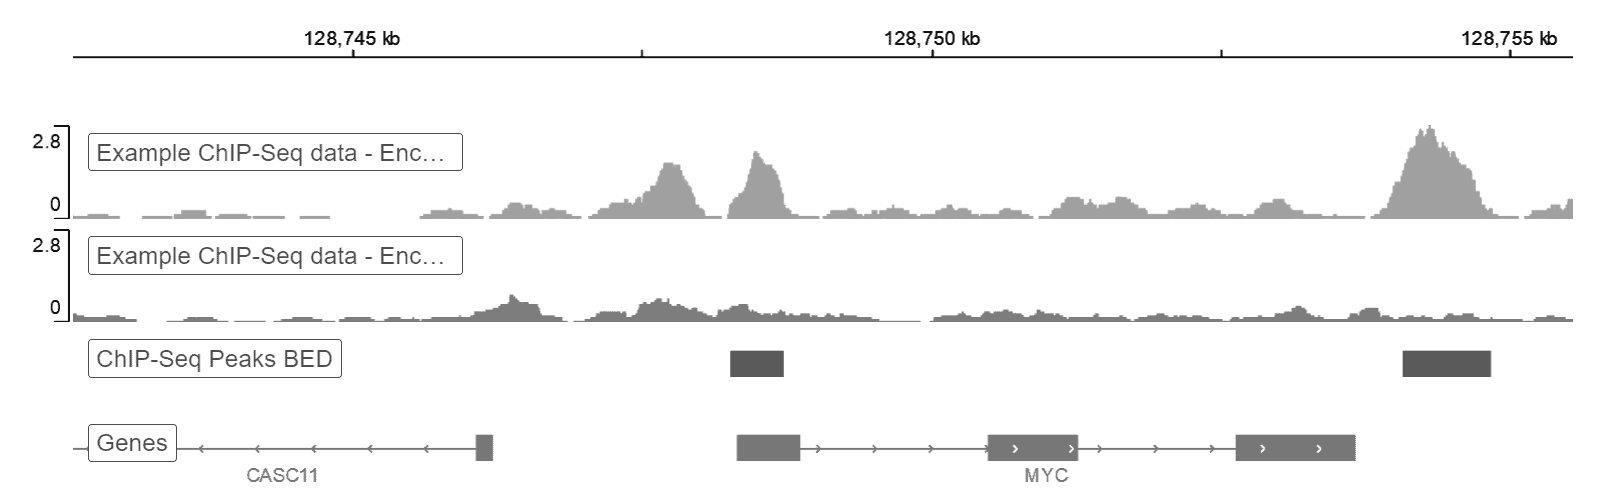 128,745 kb 128,750 kb 128,755 kb
2.8
Example ChIP-Seq data - Enc…
0
2.8
Example ChIP-Seq data - Enc…
0
ChIP-Seq Peaks BED
Genes
CASC11 MYC